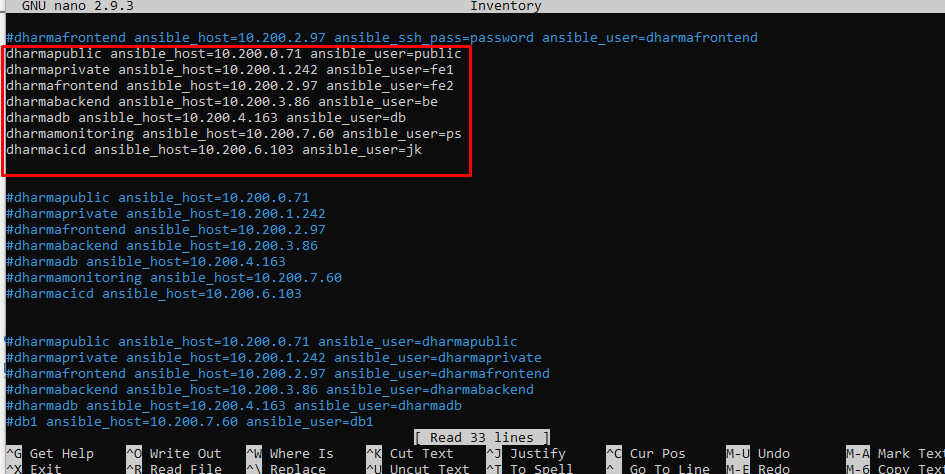 GNU nano 2.9.3 Inventory
#dharmafrontend ansible_host=10.200.2.97 ansible_ssh_pass=password ansible_user=dharmafrontend
dharmapublic ansible_host=10.200.0.71 ansible_user=public
dharmaprivate ansible_host=10.200.1.242 ansible_user=fe1
dharmafrontend ansible_host=10.200.2.97 ansible_user=fe2
dharmabackend ansible_host=10.200.3.86 ansible_user=be
dharmadb ansible_host=10.200.4.163 ansible_user=db
dharmamonitoring ansible_host=10.200.7.60 ansible_user=ps
dharmacicd ansible_host=10.200.6.103 ansible_user=jk
#dharmapublic ansible_host=10.200.0.71
#dharmaprivate ansible_host=10.200.1.242
#dharmafrontend ansible_host=10.200.2.97
#dharmabackend ansible_host=10.200.3.86
#dharmadb ansible_host=10.200.4.163
#dharmamonitoring ansible_host=10.200.7.60
#dharmacicd ansible_host=10.200.6.103
#dharmapublic ansible_host=10.200.0.71 ansible_user=dharmapublic
#dharmaprivate ansible_host=10.200.1.242 ansible_user=dharmaprivate
#dharmafrontend ansible_host=10.200.2.97 ansible_user=dharmafrontend
#dharmabackend ansible_host=10.200.3.86 ansible_user=dharmabackend
#dharmadb ansible_host=10.200.4.163 ansible_user=dharmadb
#db1 ansible_host=10.200.7.60 ansible_user=db1
[ Read 33 lines ]
^G Get Help ^O Write Out ^W Where Is ^K Cut Text ^J Justify ^C Cur Pos M-U Undo M-A Mark Text
^X Exit ^R Read File ^\ Replace ^U Uncut Text ^T To Spell ^_ Go To Line M-E Redo M-6 Copy Text